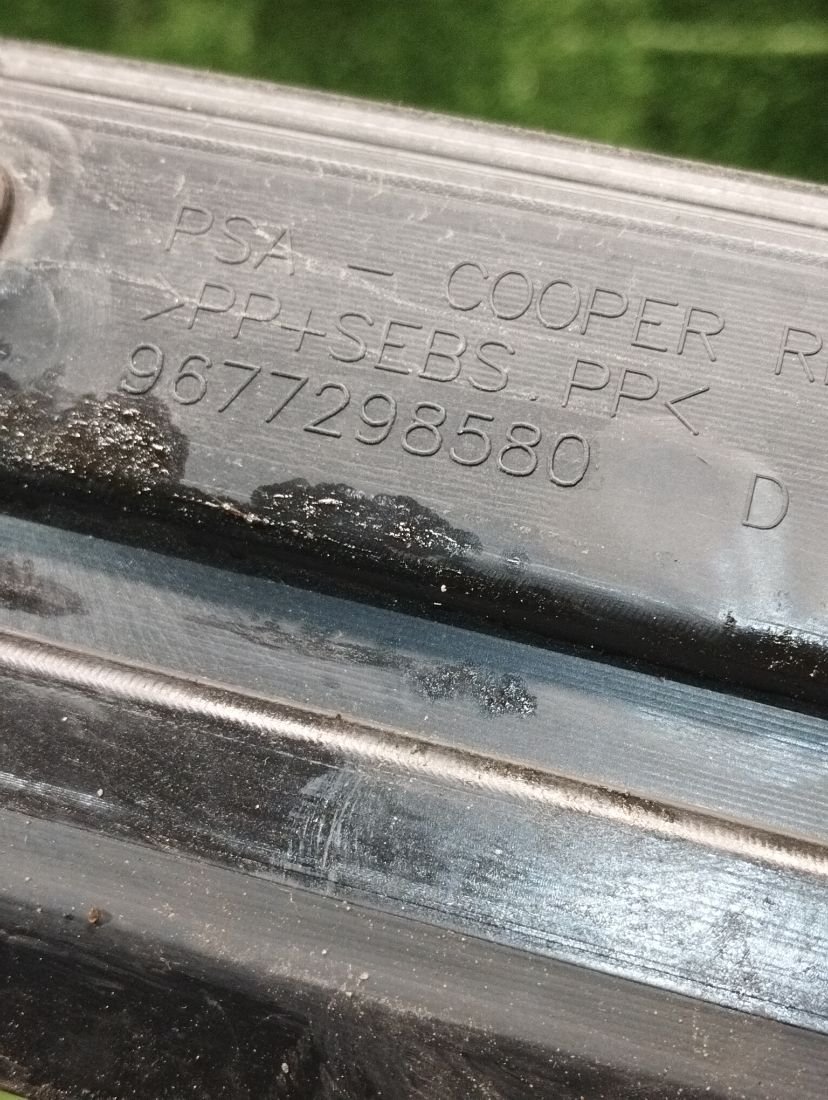 PSA - COOPER
>PP+SEBS.PP<
9677298580
D